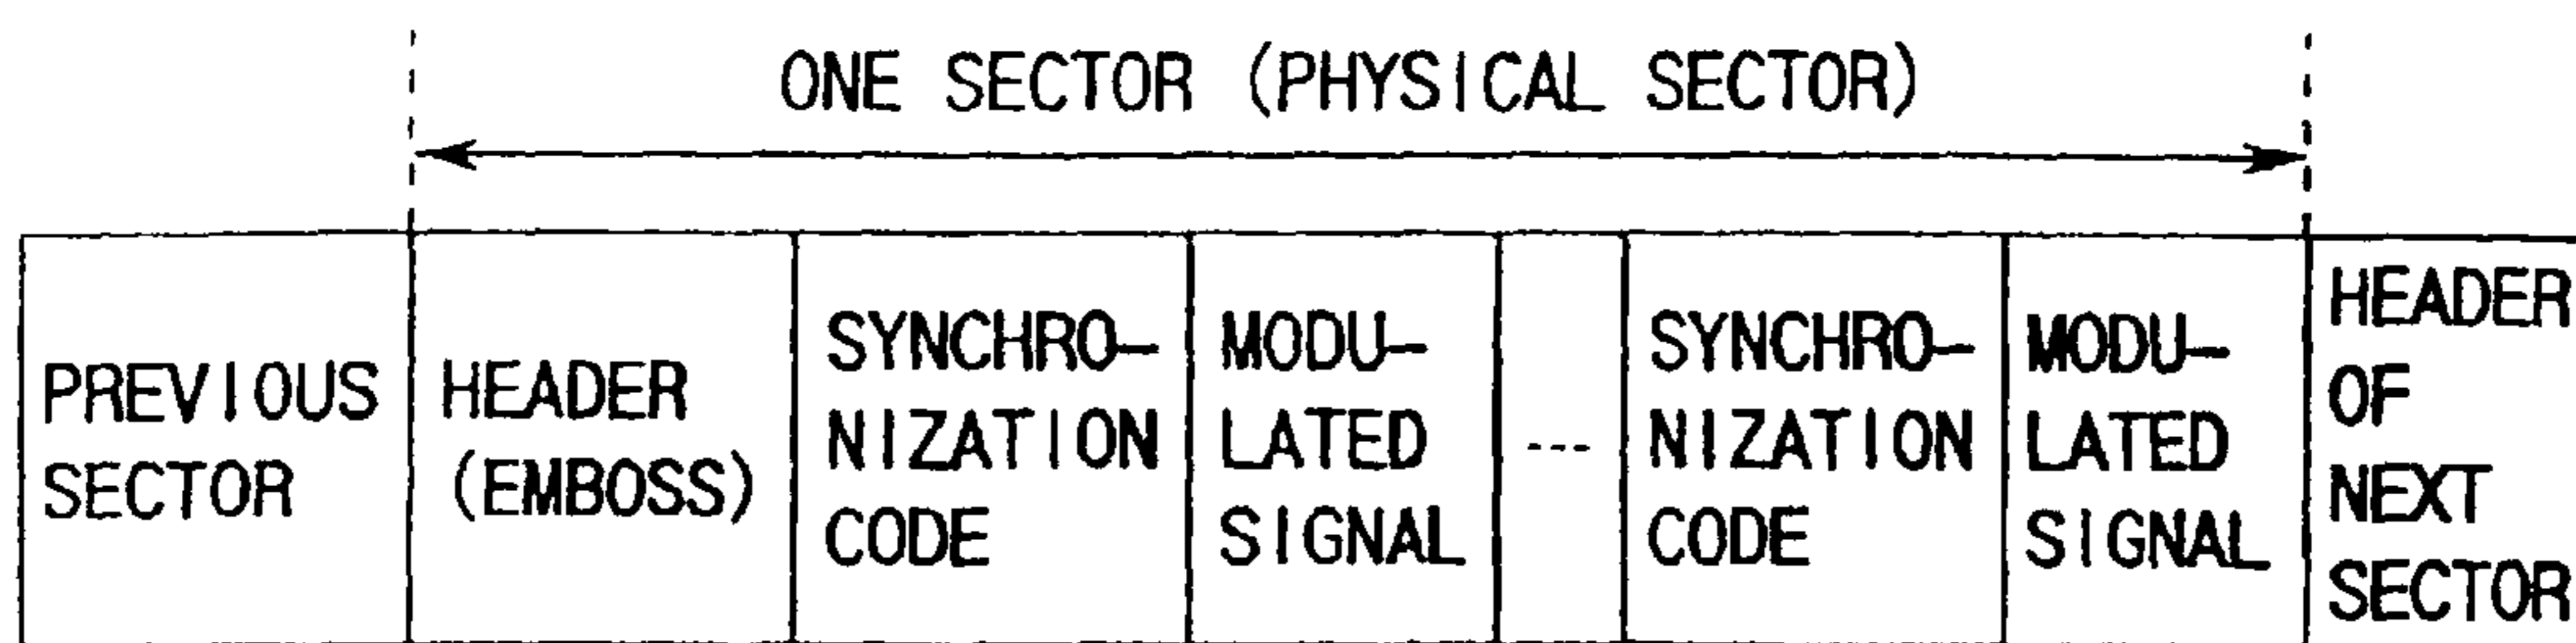 ONE SECTOR (PHYSICAL SECTOR)
PREVIOUS
SECTOR
HEADER
(EMBOSS)
SYNCHRO-
NIZATION
CODE
MODU-
LATED
SIGNAL
---
SYNCHRO-
NIZATION
CODE
MODU-
LATED
SIGNAL
HEADER
OF
NEXT
SECTOR